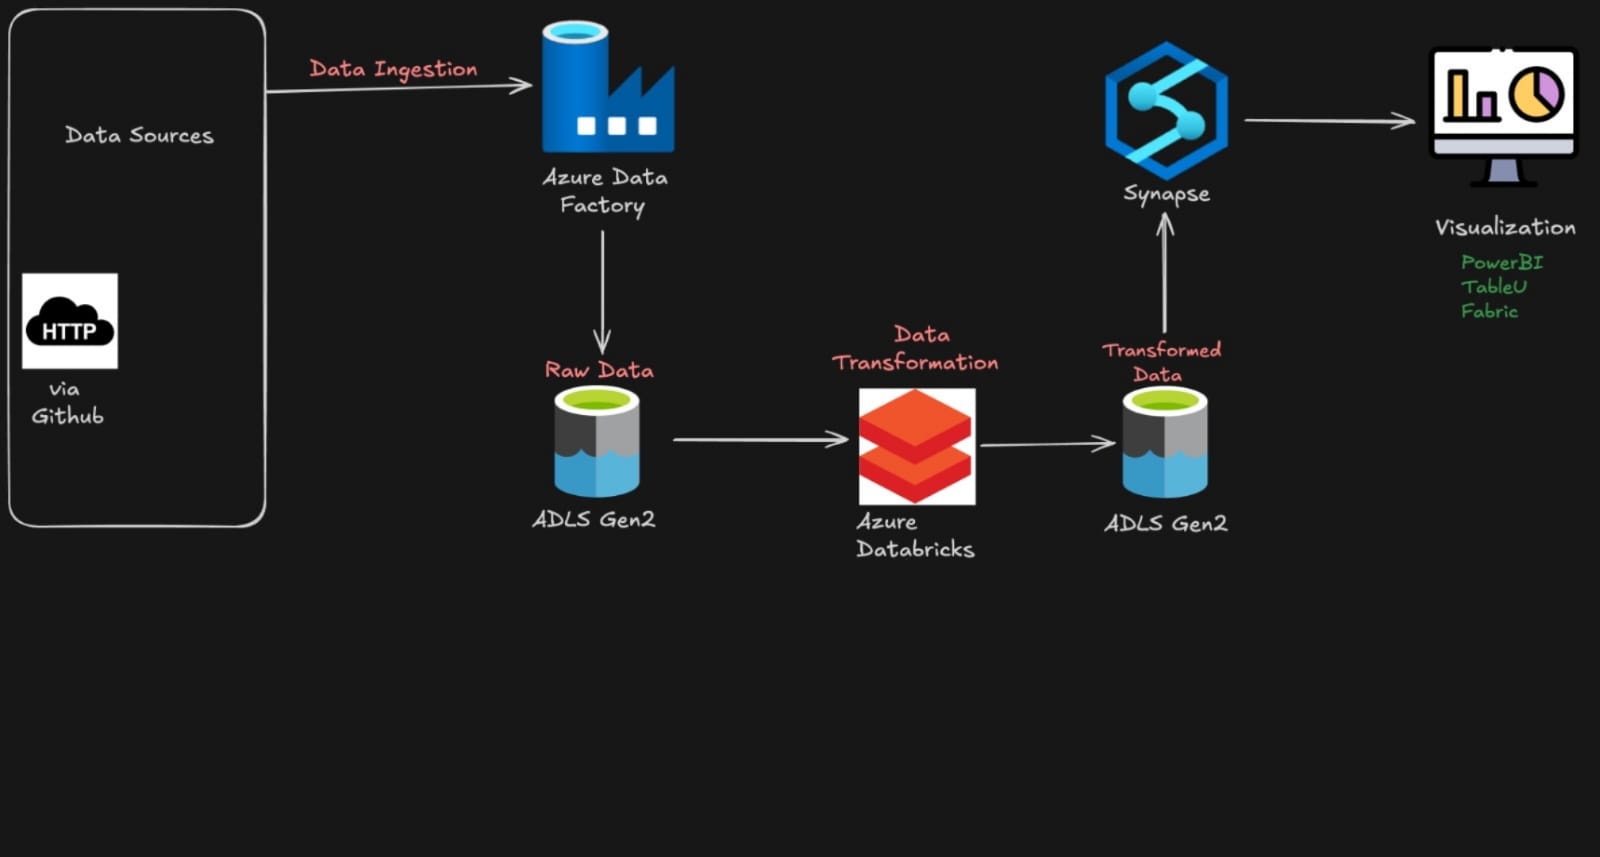 Data Sources
HTTP
via
Github
Data Ingestion
Azure Data
Factory
Raw Data
ADLS Gen2
Data
Transformation
Azure
Databricks
Transformed
Data
ADLS Gen2
Synapse
Visualization
PowerBI
TableU
Fabric